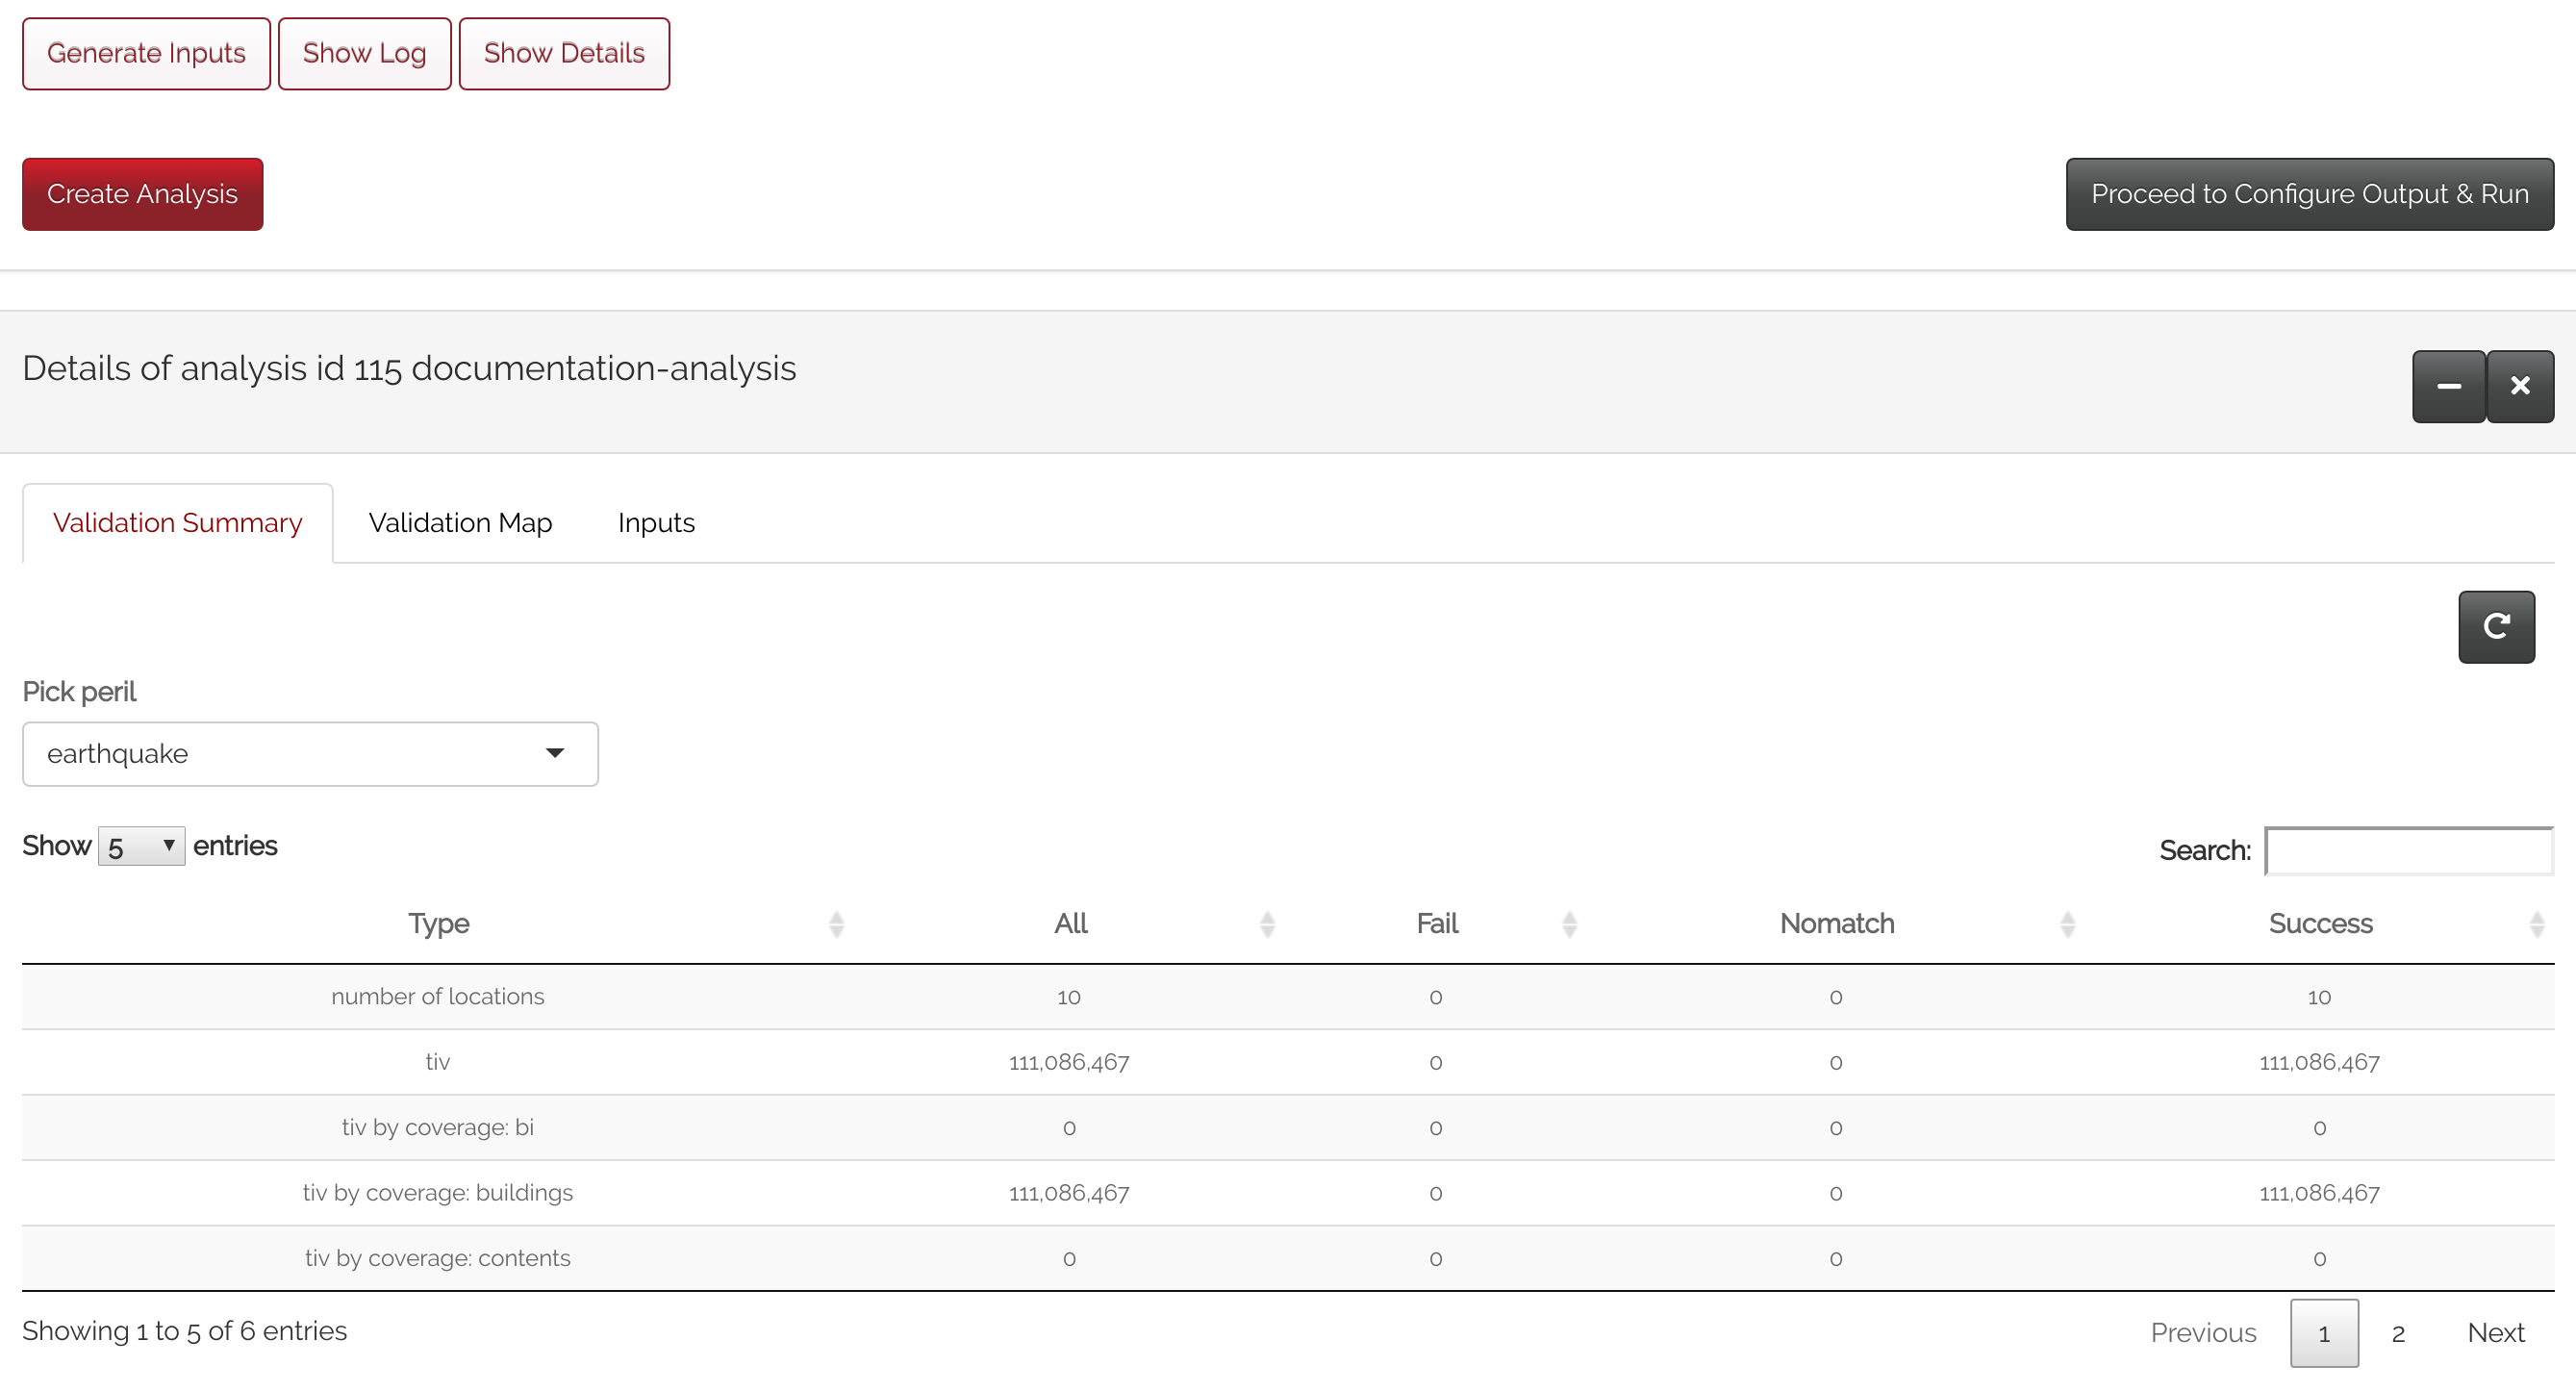 Generate Inputs Show Log Show Details
Create Analysis Proceed to Configure Output & Run
Details of analysis id 115 documentation-analysis
Validation Summary Validation Map Inputs
Pick peril
earthquake
Show 5 entries Search:
Type All Fail Nomatch Success
number of locations 10 0 0 10
tiv 111,086,467 0 0 111,086,467
tiv by coverage: bi 0 0 0 0
tiv by coverage: buildings 111,086,467 0 0 111,086,467
tiv by coverage: contents 0 0 0 0
Showing 1 to 5 of 6 entries Previous 1 2 Next